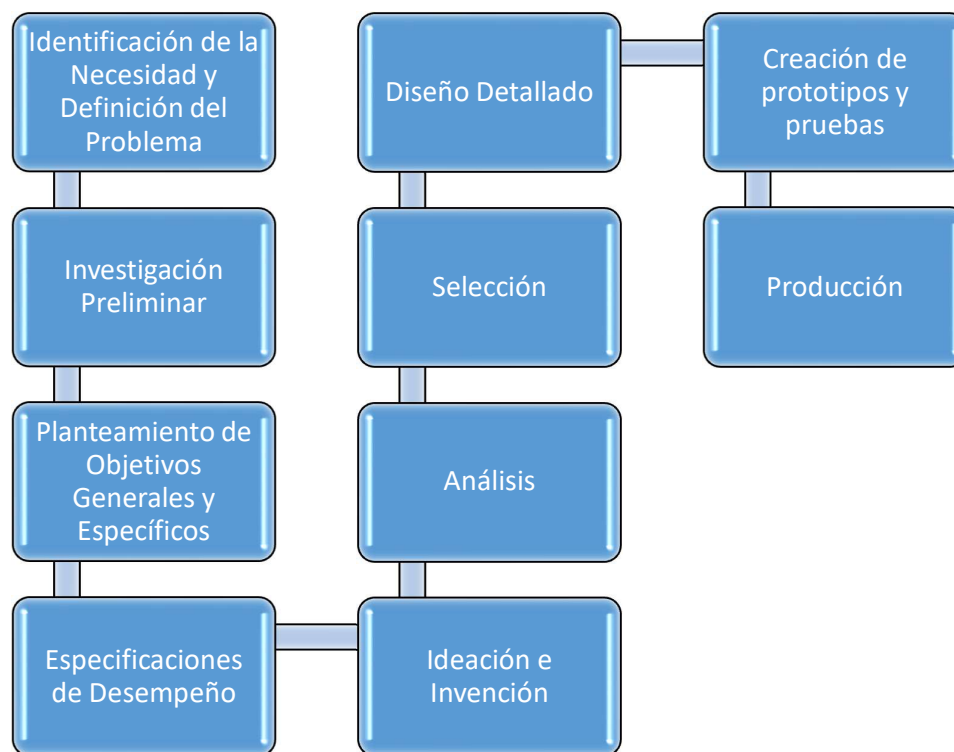 Identificación de la
Necesidad y
Definición del
Problema
Investigación
Preliminar
Planteamiento de
Objetivos
Generales y
Específicos
Especificaciones
de Desempeño
Ideación e
Invención
Análisis
Selección
Diseño Detallado
Creación de
prototipos y
pruebas
Producción